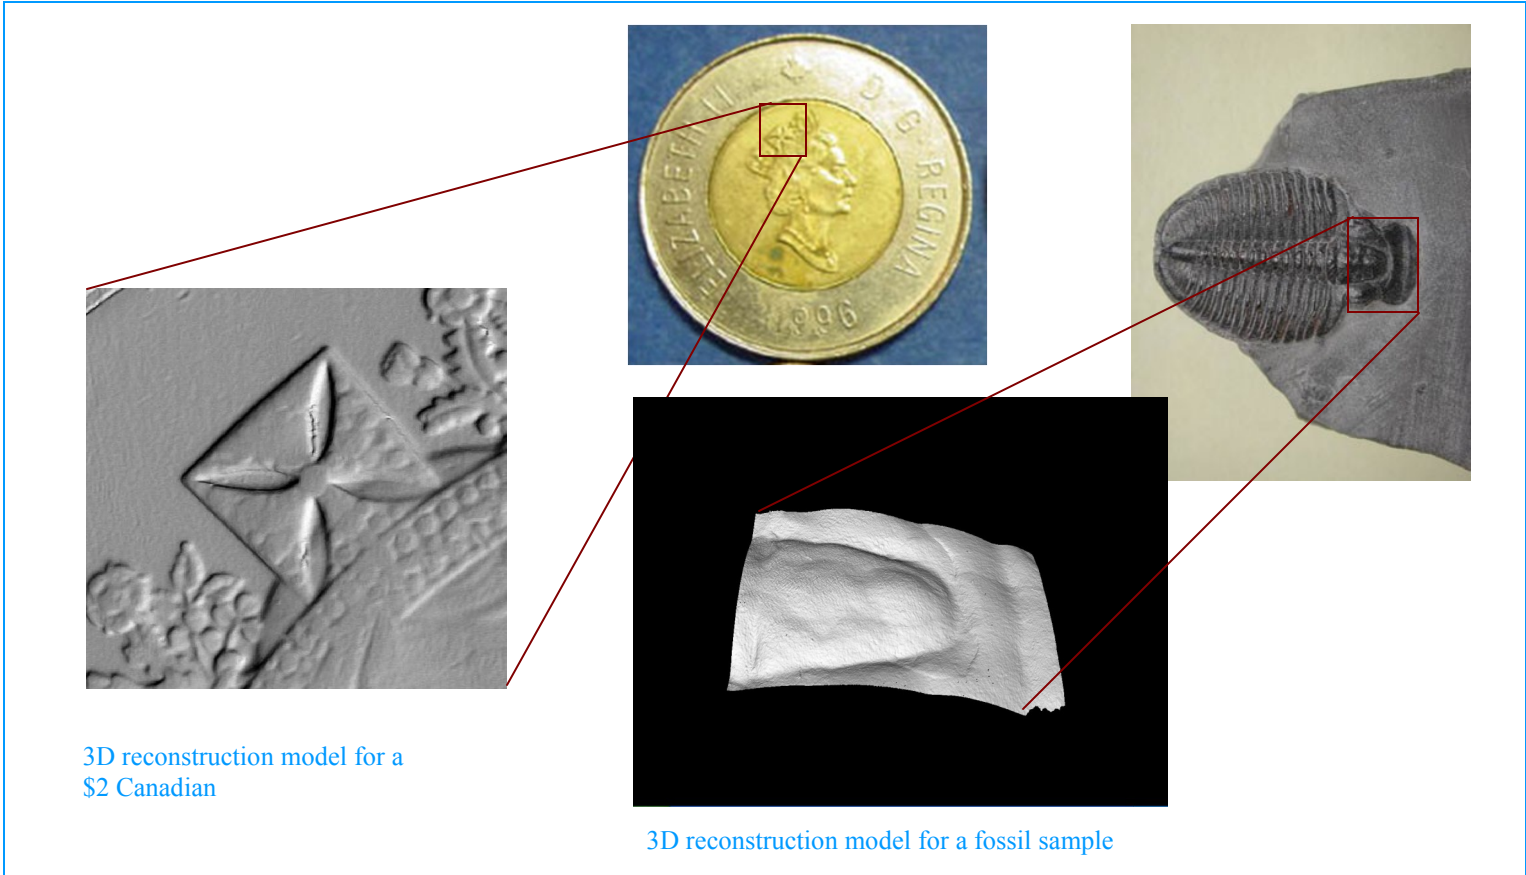 ELIZABETH II D·G·REGINA
1996
3D reconstruction model for a
$2 Canadian
3D reconstruction model for a fossil sample